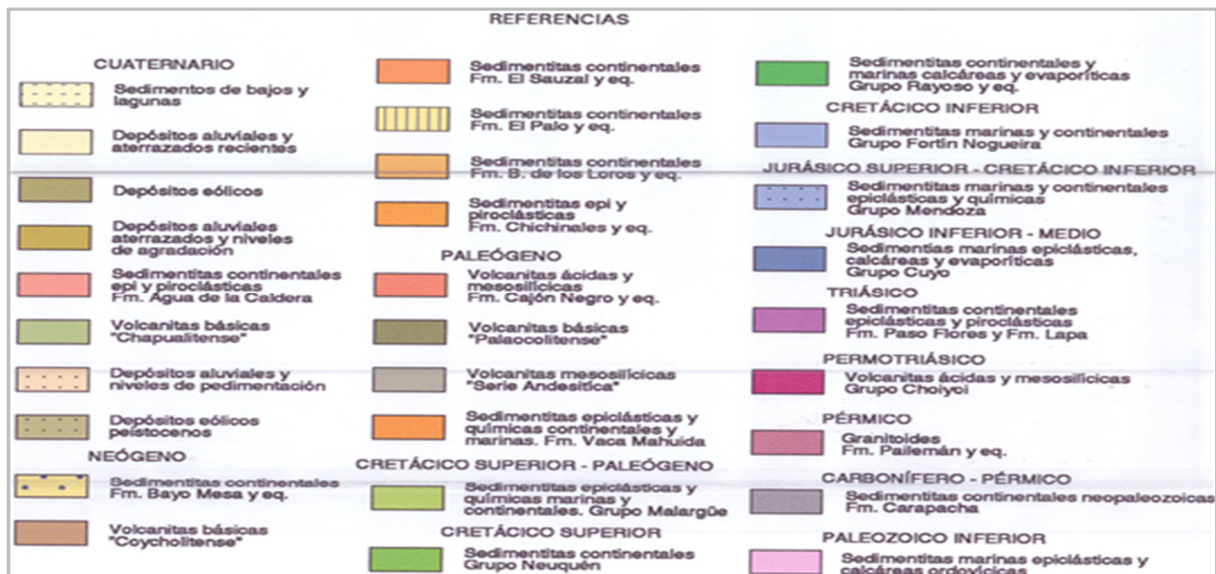 REFERENCIAS
CUATERNARIO
Sedimentos de bajos y
lagunas
Depósitos aluviales y
aterrazados recientes
Depósitos eólicos
Depósitos aluviales
aterrazados y niveles
de agradación
Sedimentitas continentales
epi y piroclásticas
Fm. Agua de la Caldera
Volcanitas básicas
"Chapualitense"
Depósitos aluviales y
niveles de pedimentación
Depósitos eólicos
pelstocenos
NEÓGENO
Sedimentitas continentales
Fm. Bayo Mesa y eq.
Volcanitas básicas
"Coycholitense"
Sedimentitas continentales
Fm. El Sauzal y eq.
Sedimentitas continentales
Fm. El Palo y eq.
Sedimentitas continentales
Fm. B. de los Loros y eq.
Sedimentitas epi y
piroclásticas
Fm. Chichinales y eq.
PALEÓGENO
Volcanitas ácidas y
mesosilícicas
Fm. Cajón Negro y eq.
Volcanitas básicas
"Palaocolitense"
Volcanitas mesosilícicas
"Serie Andesítica"
Sedimentitas epiclásticas y
químicas continentales y
marinas. Fm. Vaca Mahuida
CRETÁCICO SUPERIOR - PALEÓGENO
Sedimentitas epiclásticas y
químicas marinas y
continentales. Grupo Malargüe
CRETÁCICO SUPERIOR
Sedimentitas continentales
Grupo Neuquén
Sedimentitas continentales y
marinas calcáreas y evaporíticas
Grupo Rayoso y eq.
CRETÁCICO INFERIOR
Sedimentitas marinas y continentales
Grupo Fortín Nogueira
JURÁSICO SUPERIOR - CRETÁCICO INFERIOR
Sedimentitas marinas y continentales
epiclásticas y químicas
Grupo Mendoza
JURÁSICO INFERIOR - MEDIO
Sedimentias marinas epiclásticas,
calcáreas y evaporíticas
Grupo Cuyo
TRIÁSICO
Sedimentitas continentales
epiclásticas y piroclásticas
Fm. Paso Flores y Fm. Lapa
PERMOTRIÁSICO
Volcanitas ácidas y mesosilícicas
Grupo Choiyoi
PÉRMICO
Granitoides
Fm. Pailemán y eq.
CARBONÍFERO - PÉRMICO
Sedimentitas continentales neopaleozoicas
Fm. Carapacha
PALEOZOICO INFERIOR
Sedimentitas marinas epiclásticas y
calcáreas ordovícicas